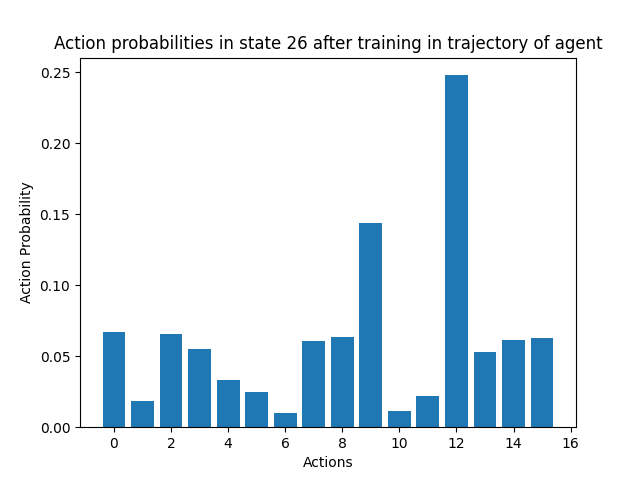 Action probabilities in state 26 after training in trajectory of agent
0.25
0.20
0.15
0.10
0.05
0.00
Action Probability
0 2 4 6 8 10 12 14 16
Actions